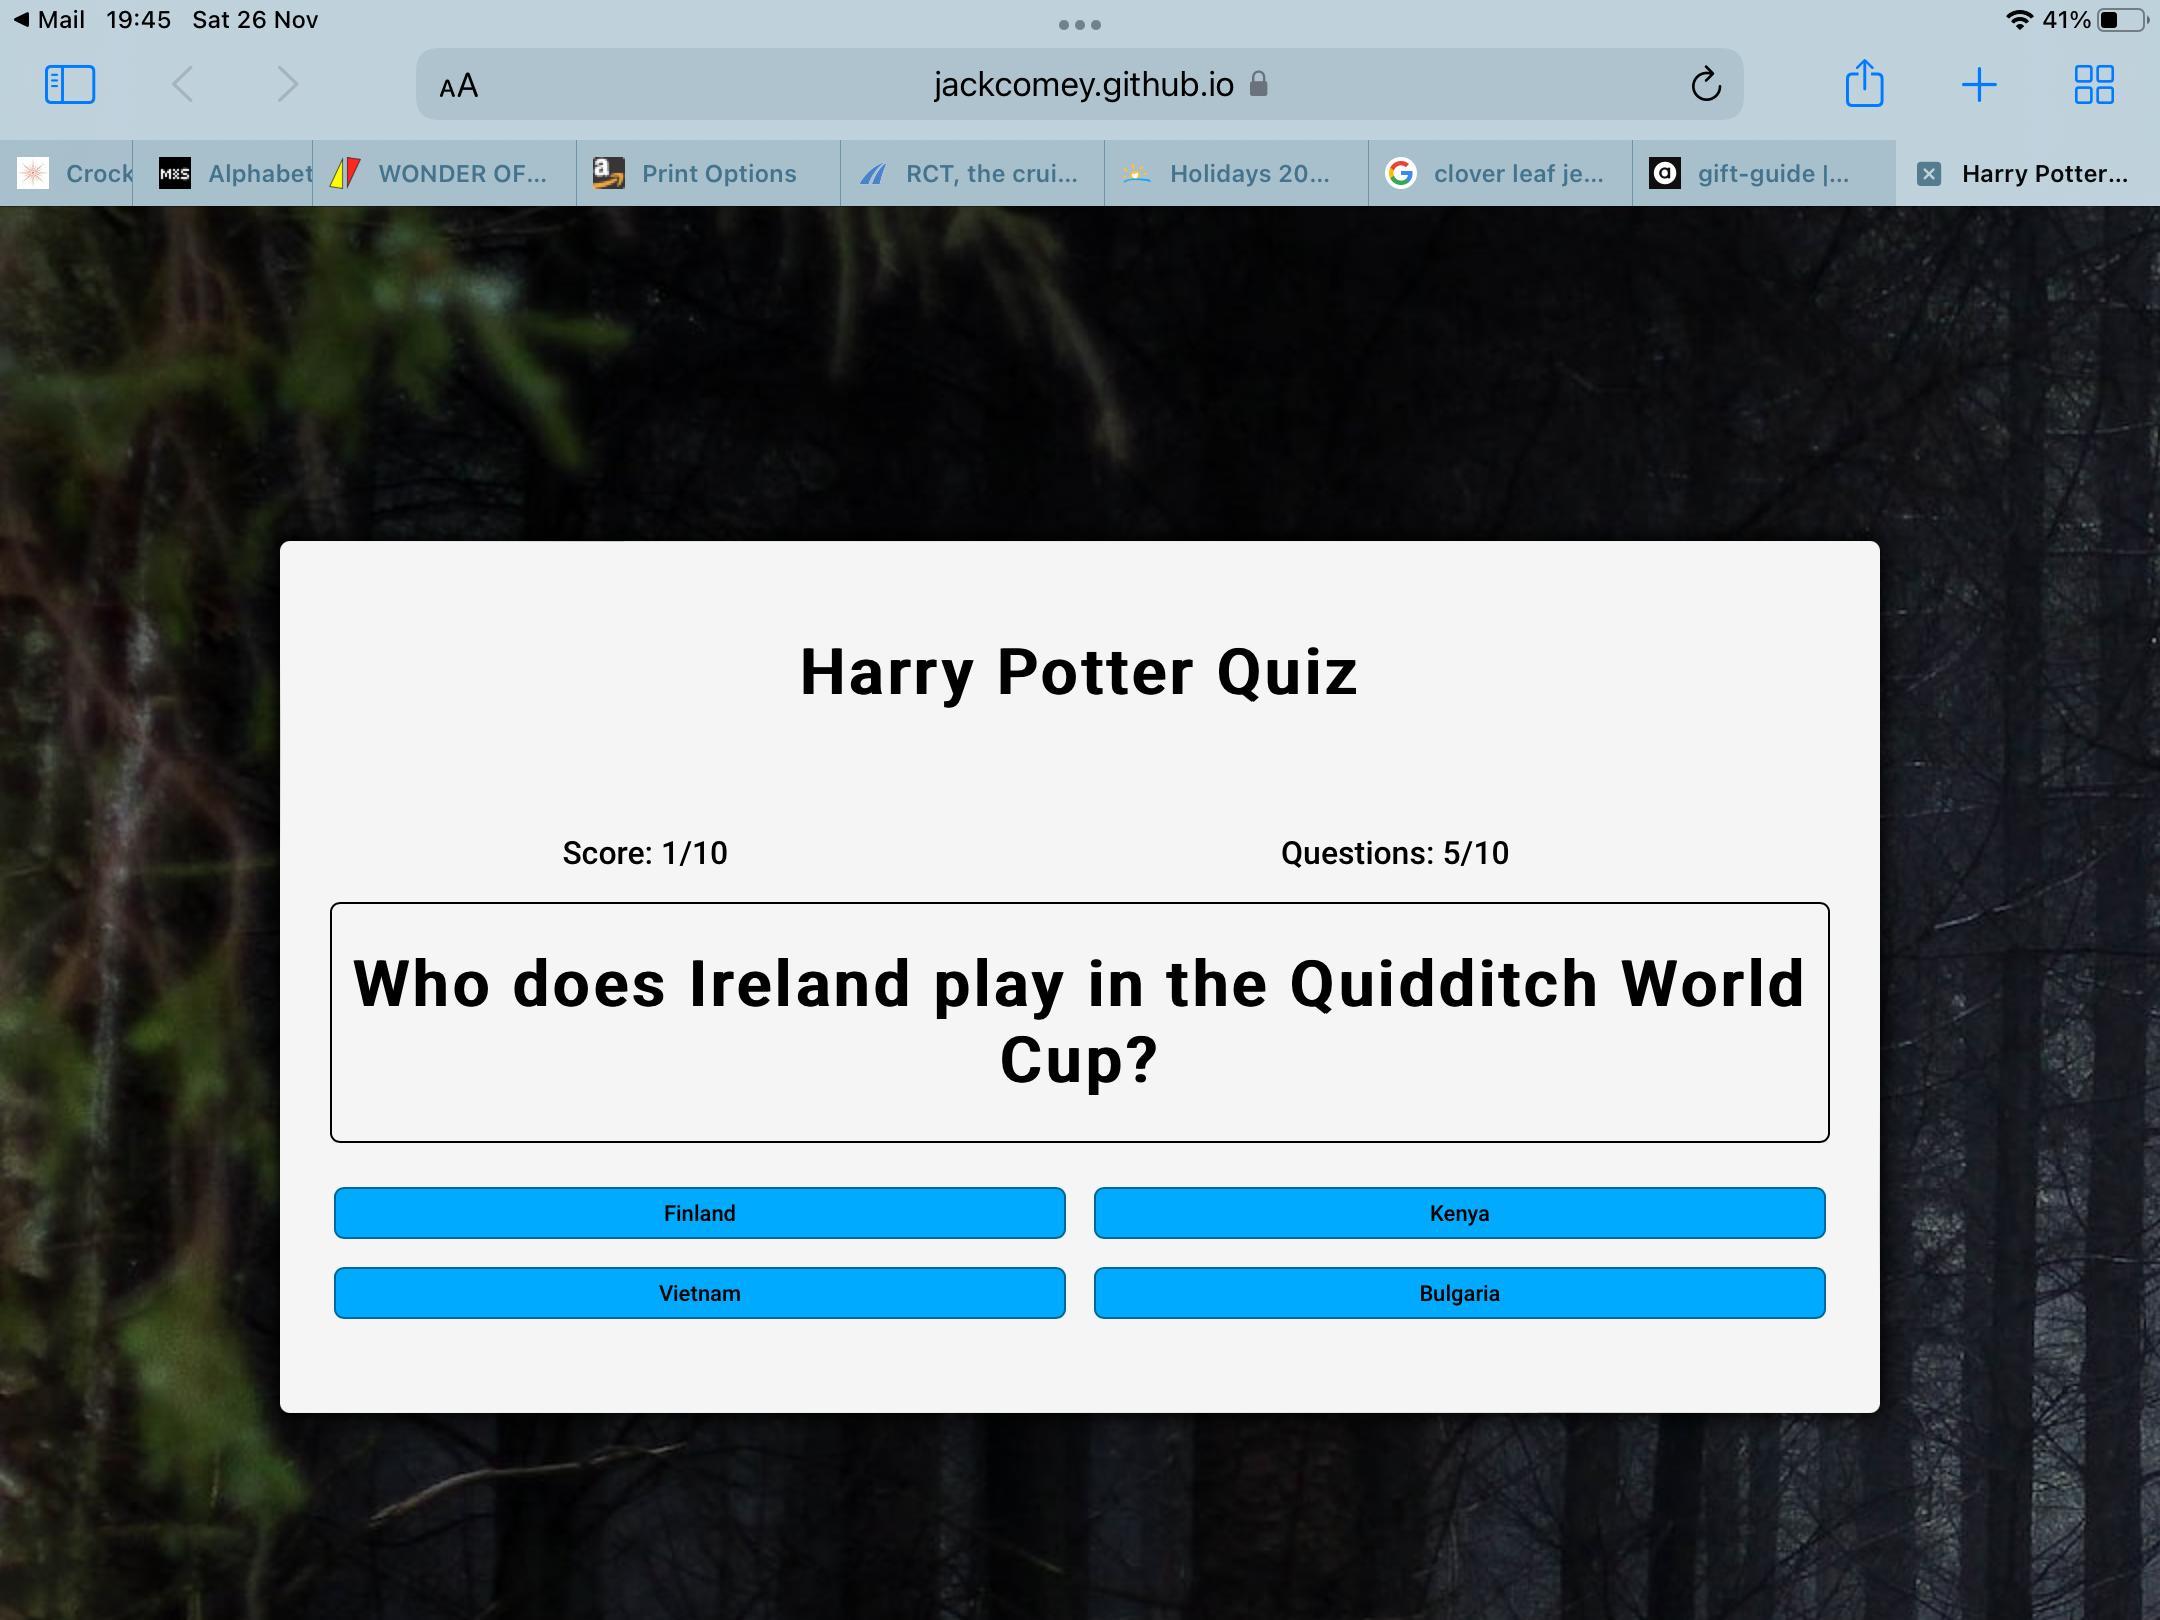 Mail 19:45 Sat 26 Nov 41%
AA jackcomey.github.io
Crock Alphabet WONDER OF... Print Options RCT, the crui... Holidays 20... clover leaf je... gift-guide |... Harry Potter...
Harry Potter Quiz
Score: 1/10 Questions: 5/10
Who does Ireland play in the Quidditch World
Cup?
Finland Kenya
Vietnam Bulgaria